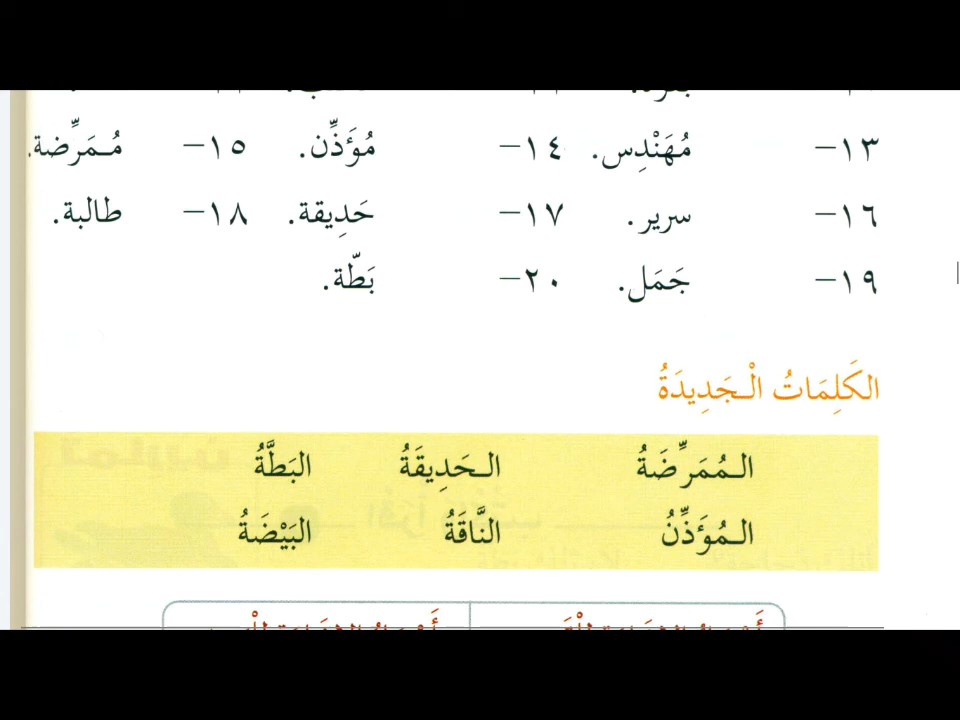 ١٣- مُهَنْدِس. ١٤- مُؤَذِّن. ١٥- مُمَرِّضة.
١٦- سرير. ١٧- حَدِيقة. ١٨- طالبة.
١٩- جَمَل. ٢٠- بَطّة.
الكَلِمَاتُ الْجَدِيدَةُ
الـمُمَرِّضَةُ الـحَدِيقَةُ البَطَّةُ
الـمُؤَذِّنُ النَّاقَةُ البَيْضَةُ